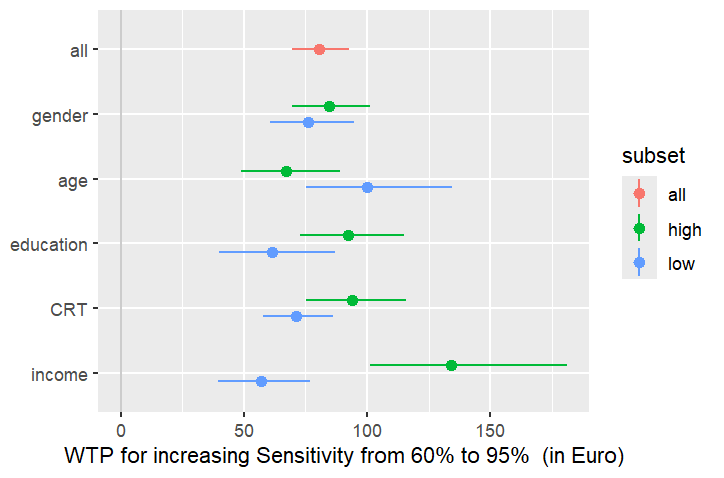 all
gender
age
education
CRT
income
0 50 100 150
WTP for increasing Sensitivity from 60% to 95%  (in Euro)
subset
all
high
low